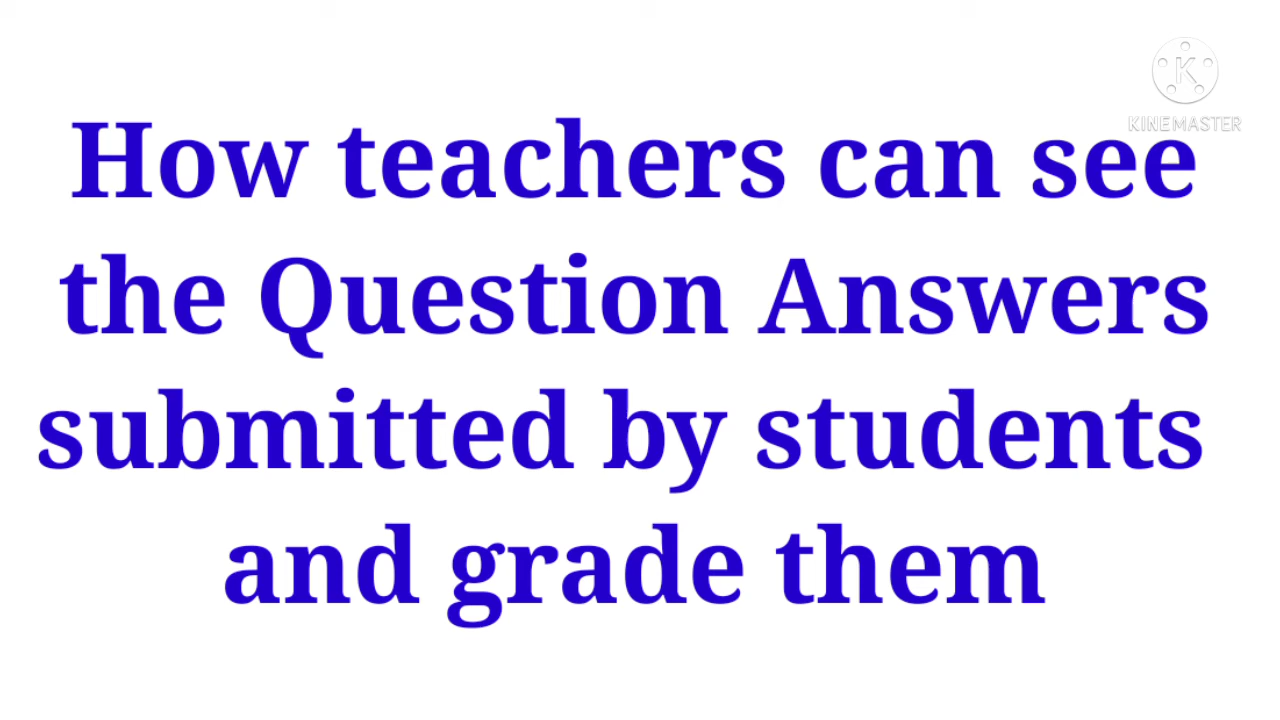 KINEMASTER
How teachers can see
the Question Answers
submitted by students
and grade them